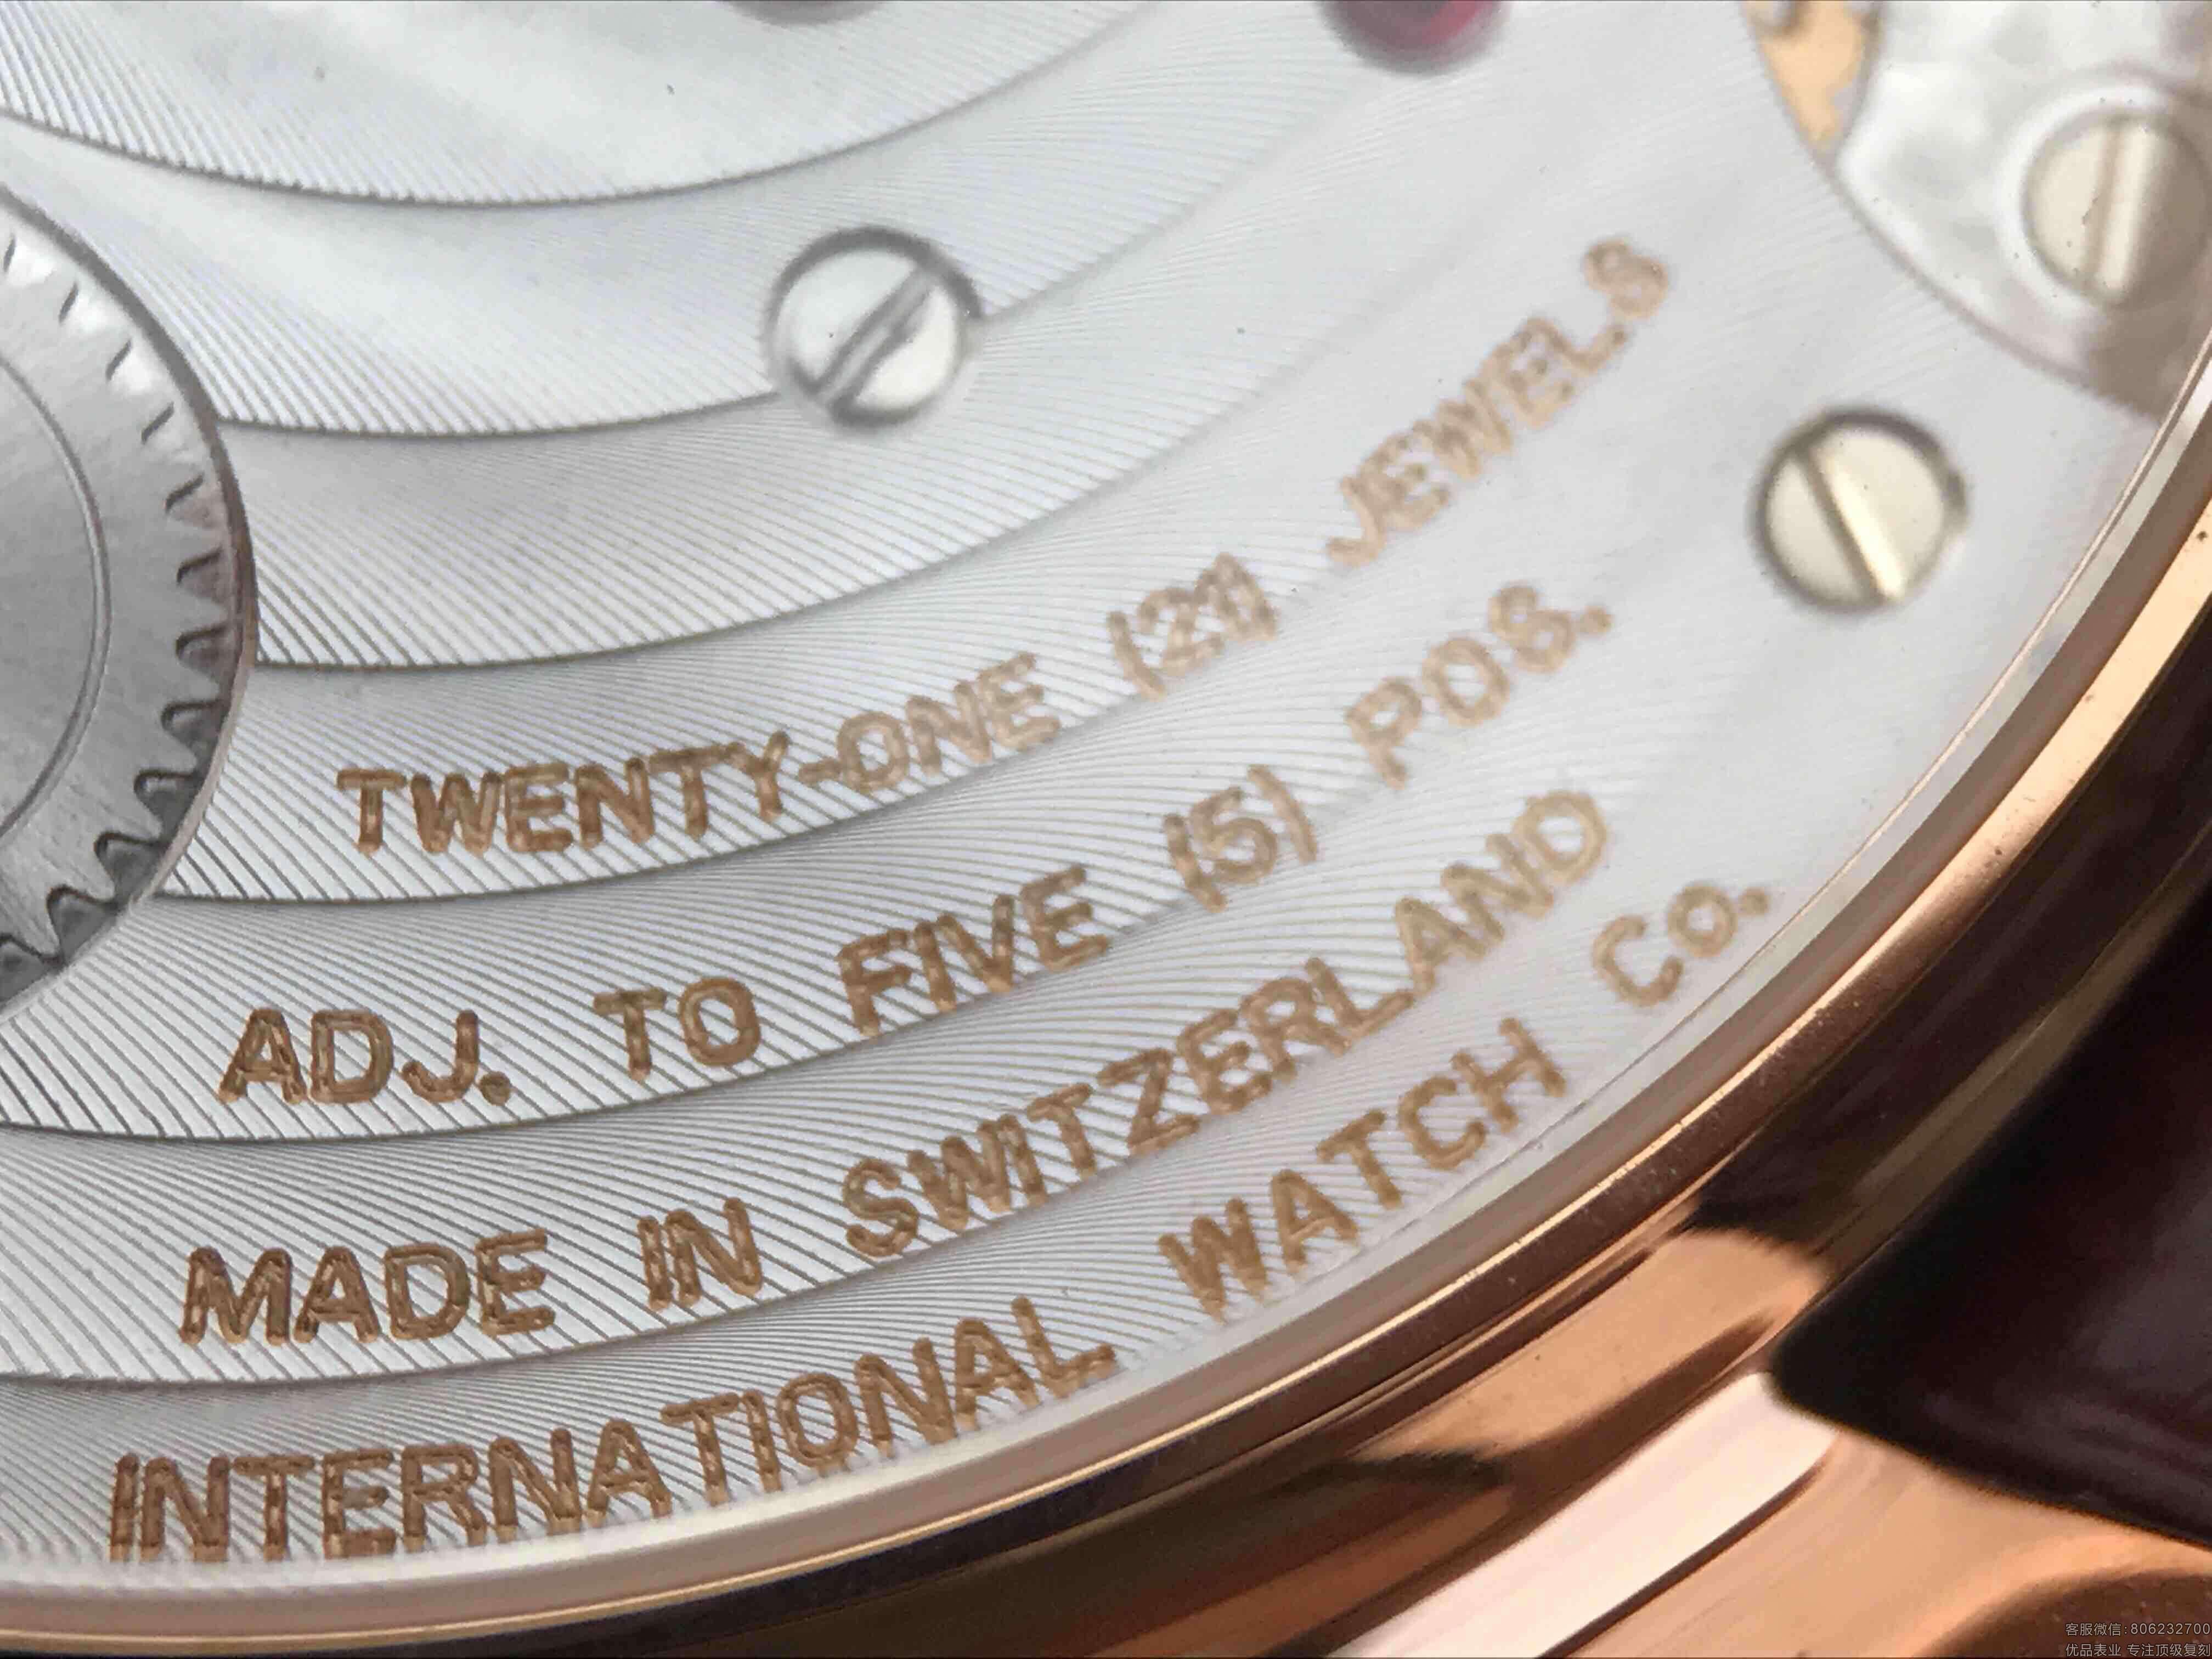 TWENTY-ONE (21) JEWELS
ADJ. TO FIVE (5) POS.
MADE IN SWITZERLAND
INTERNATIONAL WATCH Co.
客服微信:806232700
优品表业 专注顶级复刻